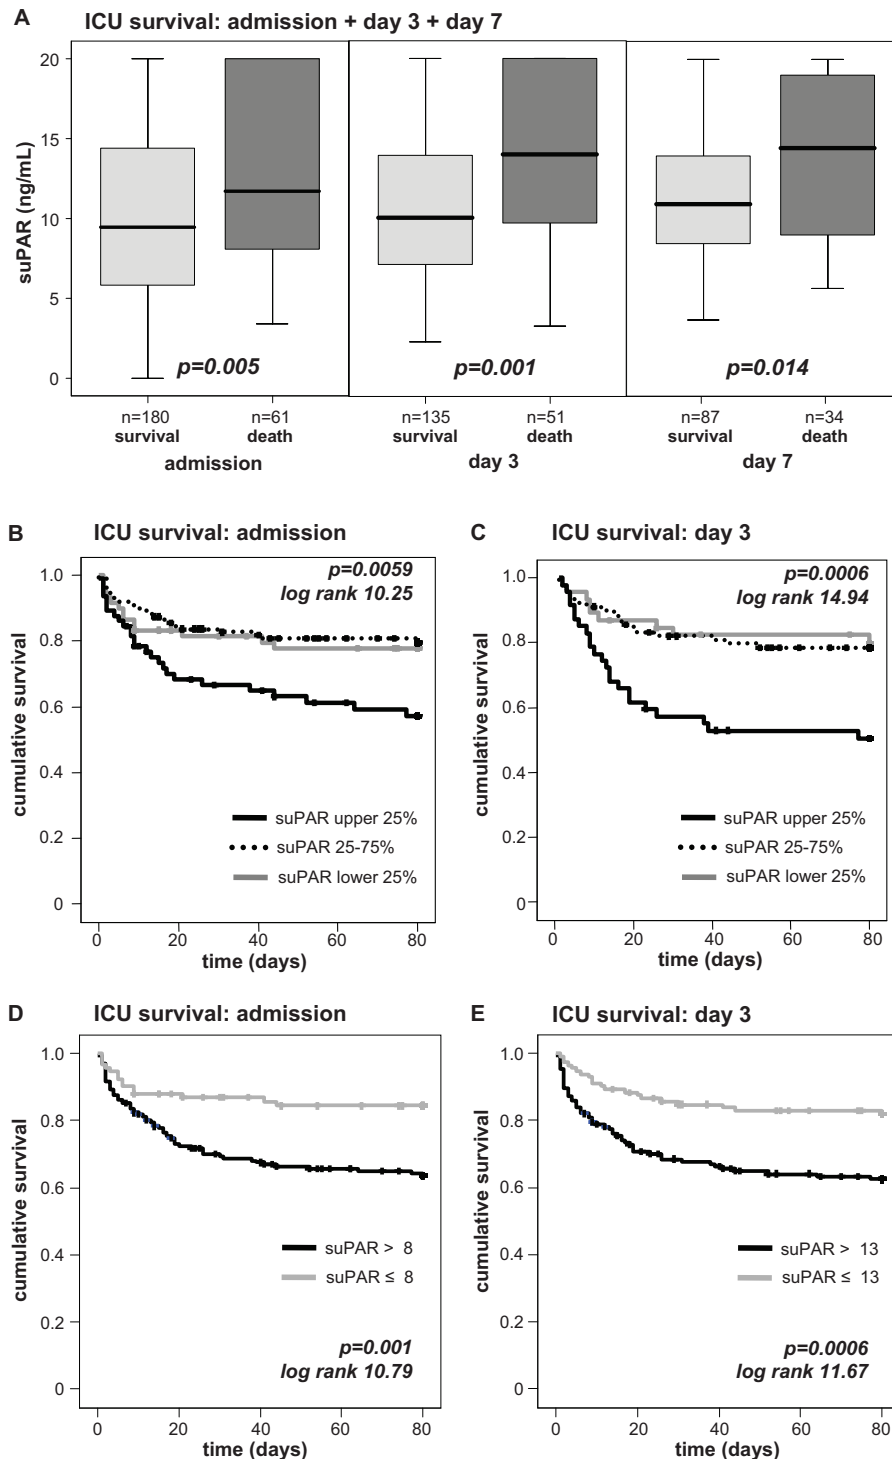 A ICU survival: admission + day 3 + day 7
suPAR (ng/mL)
20
15
10
5
0
p=0.005
p=0.001
p=0.014
n=180 n=61 n=135 n=51 n=87 n=34
survival death survival death survival death
admission day 3 day 7
B ICU survival: admission
p=0.0059
log rank 10.25
cumulative survival
1.0
0.8
0.6
0.4
0.2
0
suPAR upper 25%
suPAR 25-75%
suPAR lower 25%
0 20 40 60 80
time (days)
C ICU survival: day 3
p=0.0006
log rank 14.94
cumulative survival
1.0
0.8
0.6
0.4
0.2
0
suPAR upper 25%
suPAR 25-75%
suPAR lower 25%
0 20 40 60 80
time (days)
D ICU survival: admission
cumulative survival
1.0
0.8
0.6
0.4
0.2
0
suPAR > 8
suPAR ≤ 8
p=0.001
log rank 10.79
0 20 40 60 80
time (days)
E ICU survival: day 3
cumulative survival
1.0
0.8
0.6
0.4
0.2
0
suPAR > 13
suPAR ≤ 13
p=0.0006
log rank 11.67
0 20 40 60 80
time (days)